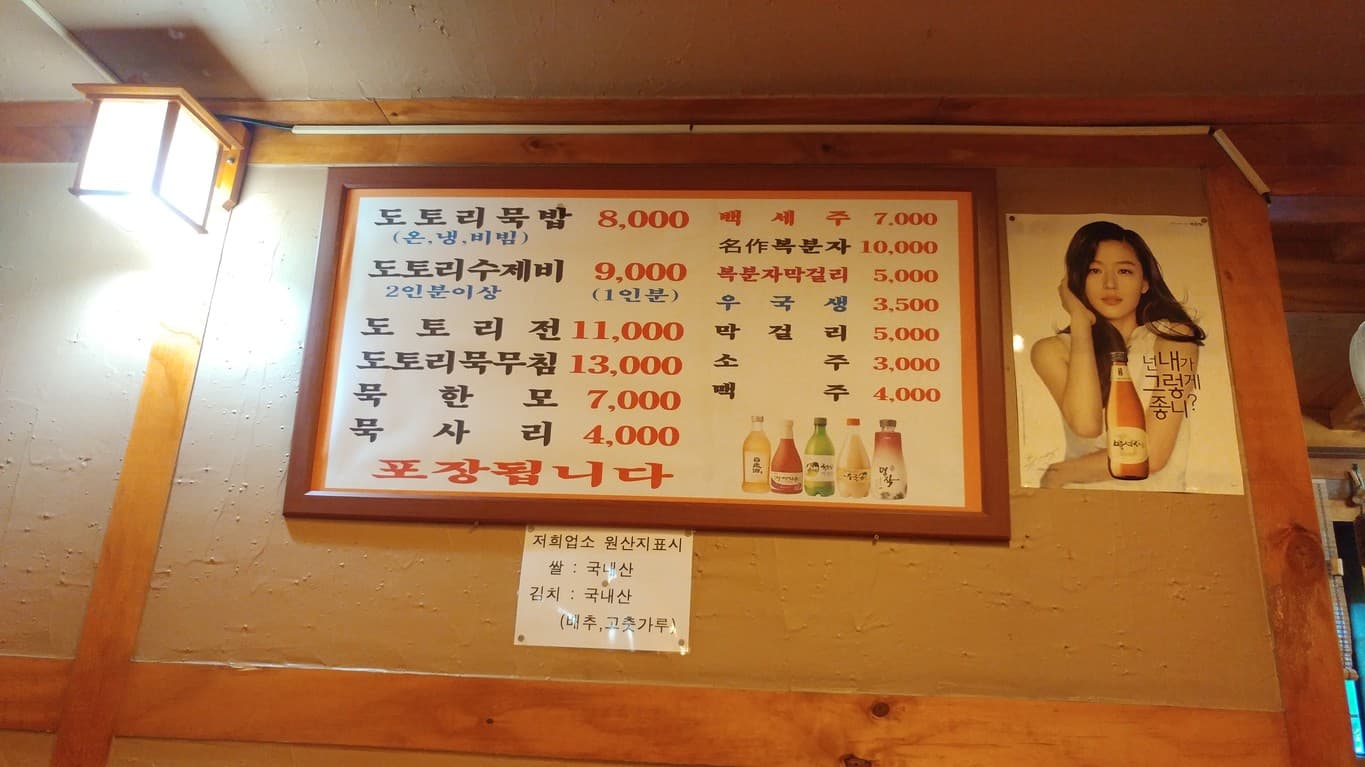 도토리묵밥 8,000
(온,냉,비빔)
도토리수제비 9,000
2인분이상 (1인분)
도토리전 11,000
도토리묵무침 13,000
묵한모 7,000
묵사리 4,000
포장됩니다
백세주 7.000
名作복분자 10,000
복분자막걸리 5,000
우국생 3,500
막걸리 5,000
소주 3,000
맥주 4,000
넌내가
그렇게
좋니?
백세주
저희업소 원산지표시
쌀 : 국내산
김치 : 국내산
(배추,고춧가루)